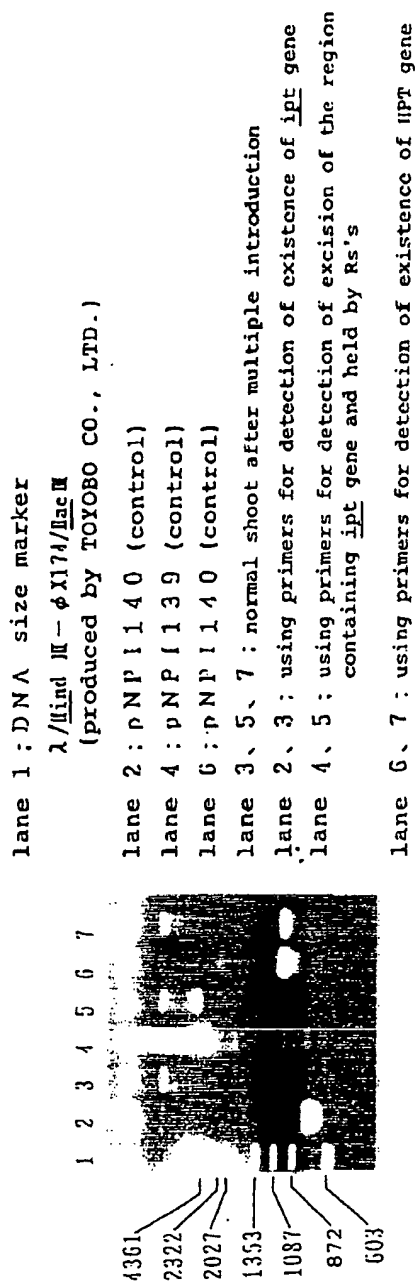 1 2 3 4 5 6 7
4361
2322
2027
1353
1087
872
603
lane 1 ; DNA size marker
λ/Hind III − φX174/Hae III
(produced by TOYOBO CO., LTD.)
lane 2 ; pNPI140 (control)
lane 4 ; pNPI139 (control)
lane 6 ; pNPI140 (control)
lane 3、5、7 ; normal shoot after multiple introduction
lane 2、3 ; using primers for detection of existence of ipt gene
lane 4、5 ; using primers for detection of excision of the region
containing ipt gene and held by Rs's
lane 6、7 ; using primers for detection of existence of HPT gene